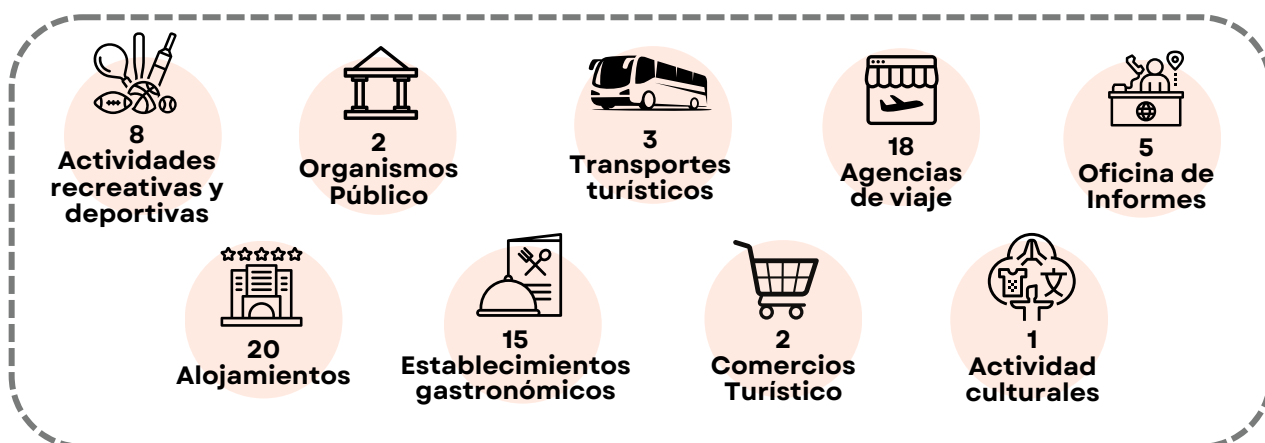 8
Actividades
recreativas y
deportivas
2
Organismos
Público
3
Transportes
turísticos
18
Agencias
de viaje
5
Oficina de
Informes
20
Alojamientos
15
Establecimientos
gastronómicos
2
Comercios
Turístico
1
Actividad
culturales